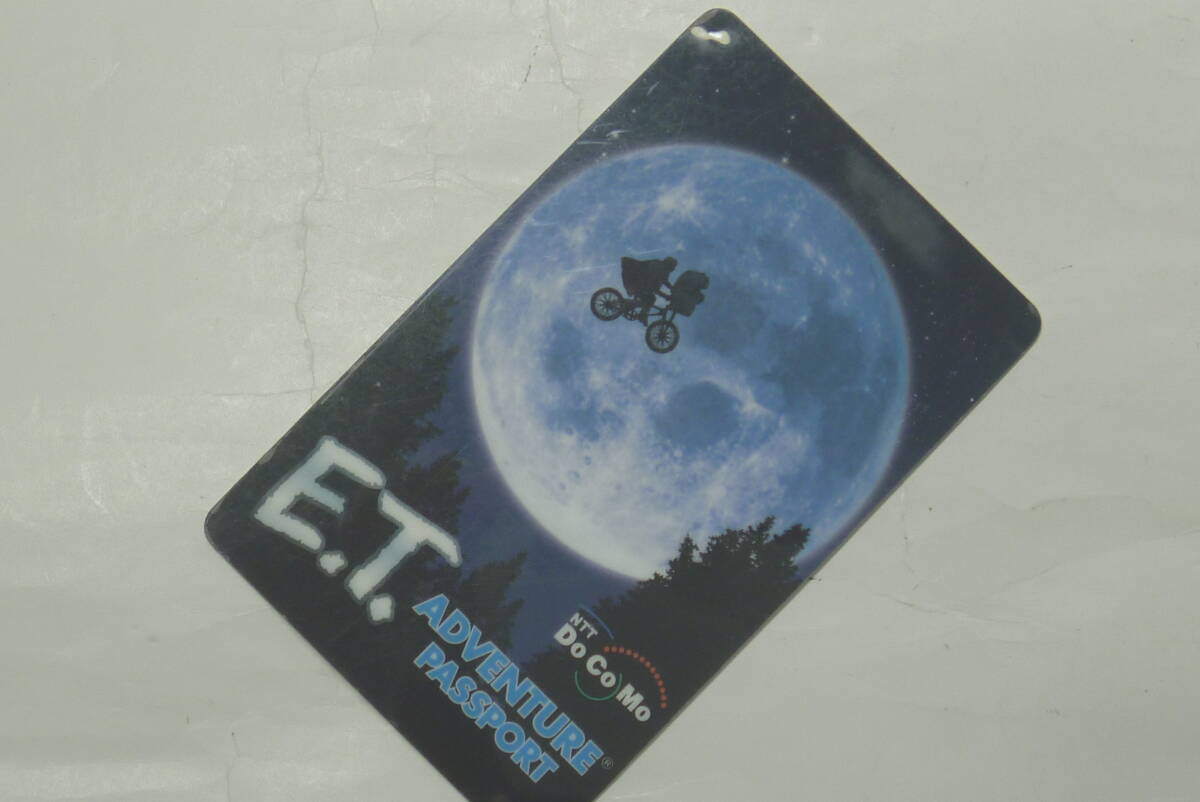 E.T.
ADVENTURE
PASSPORT®
NTT
DoCoMo